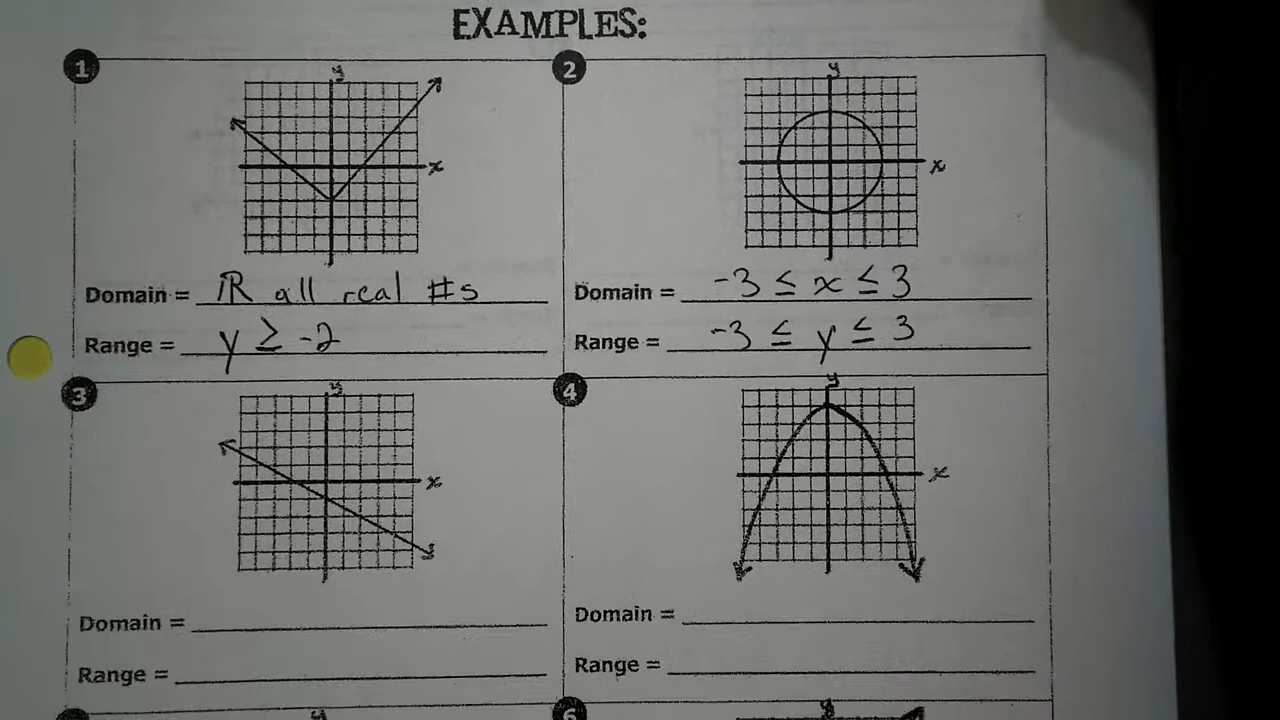 EXAMPLES:
1
y
x
Domain = ℝ all real #s
Range = y ≥ -2
2
y
x
Domain = -3 ≤ x ≤ 3
Range = -3 ≤ y ≤ 3
3
y
x
Domain =
Range =
4
y
x
Domain =
Range =
y
6
y